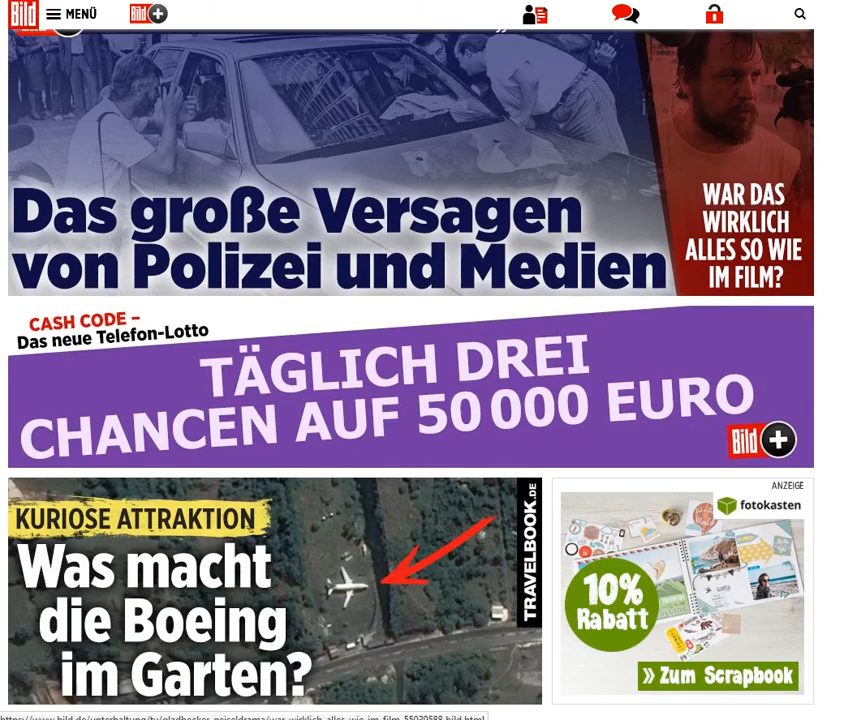 Bild
MENÜ
Bild+
Das große Versagen
von Polizei und Medien
WAR DAS
WIRKLICH
ALLES SO WIE
IM FILM?
CASH CODE –
Das neue Telefon-Lotto
TÄGLICH DREI
CHANCEN AUF 50 000 EURO
Bild+
KURIOSE ATTRAKTION
Was macht
die Boeing
im Garten?
TRAVELBOOK.DE
ANZEIGE
fotokasten
10%
Rabatt
» Zum Scrapbook